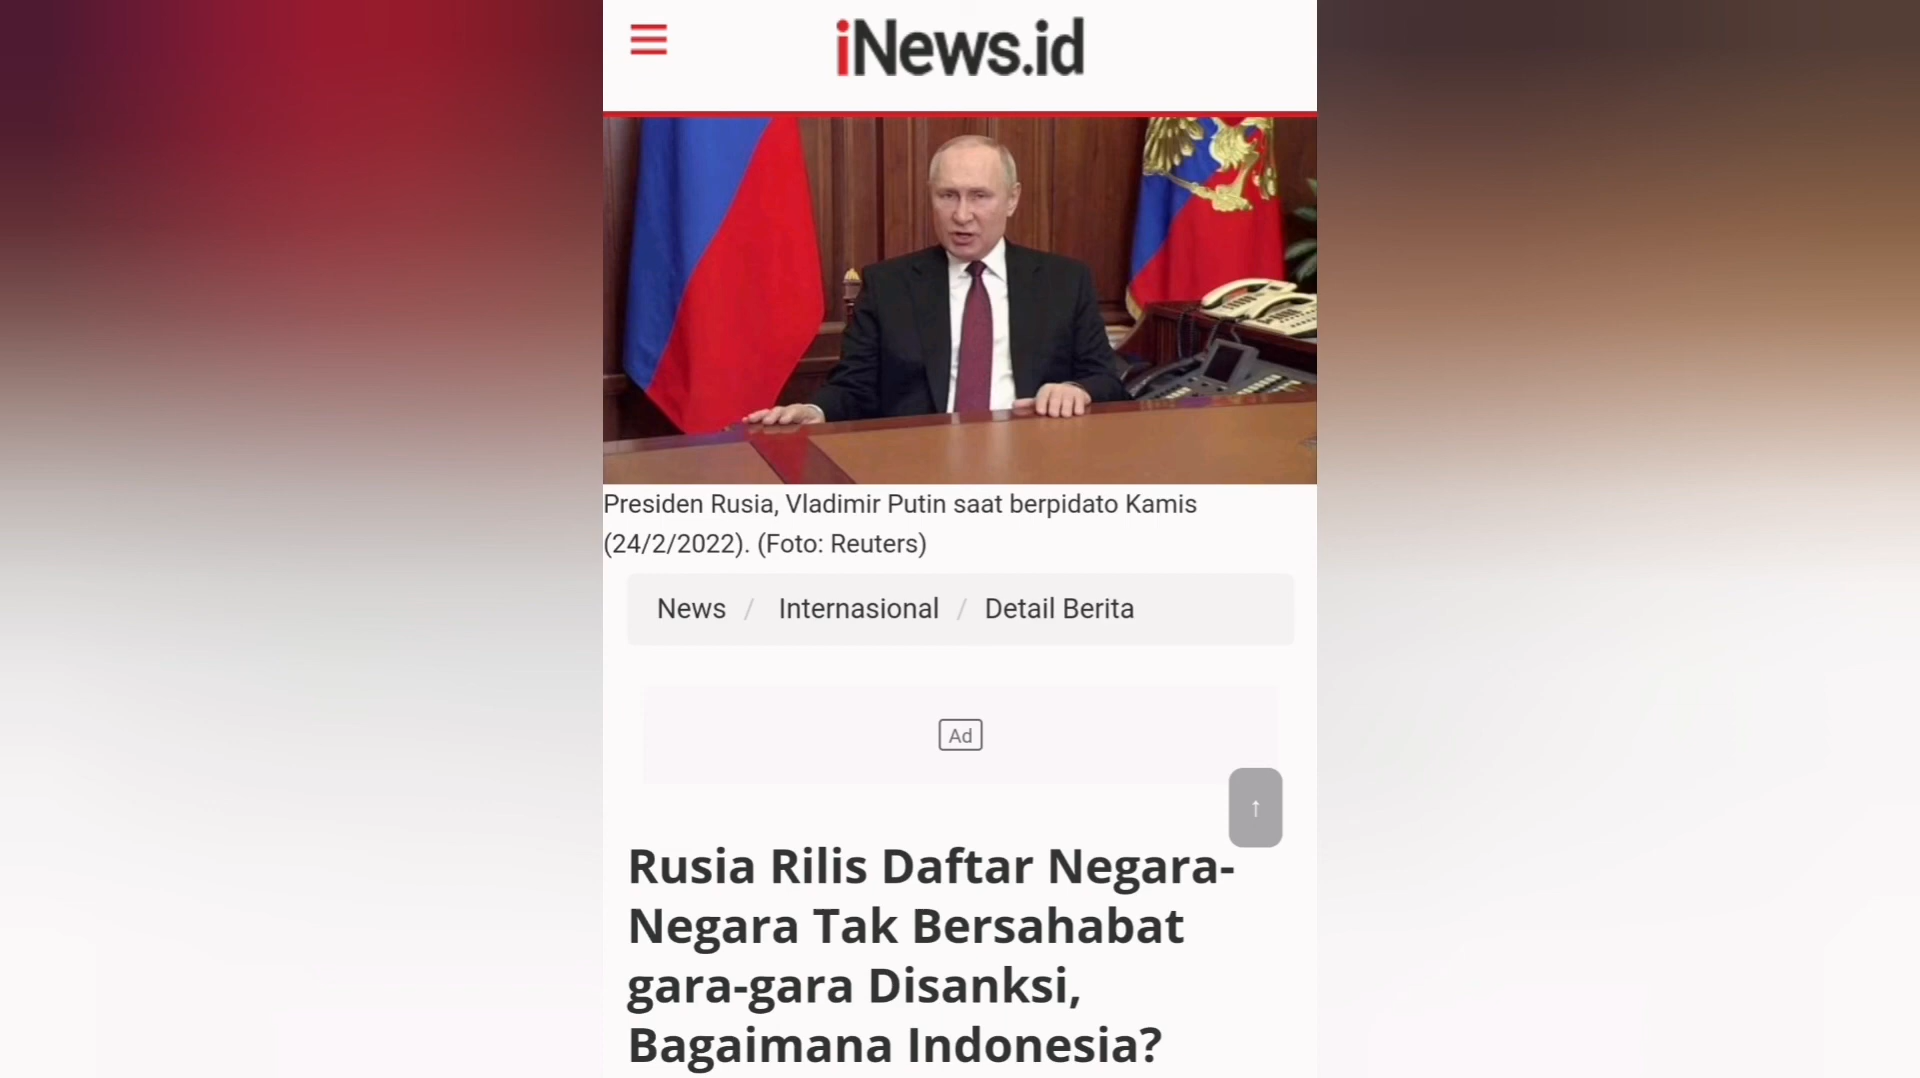 iNews.id
Presiden Rusia, Vladimir Putin saat berpidato Kamis
(24/2/2022). (Foto: Reuters)
News / Internasional / Detail Berita
Ad
↑
Rusia Rilis Daftar Negara-
Negara Tak Bersahabat
gara-gara Disanksi,
Bagaimana Indonesia?